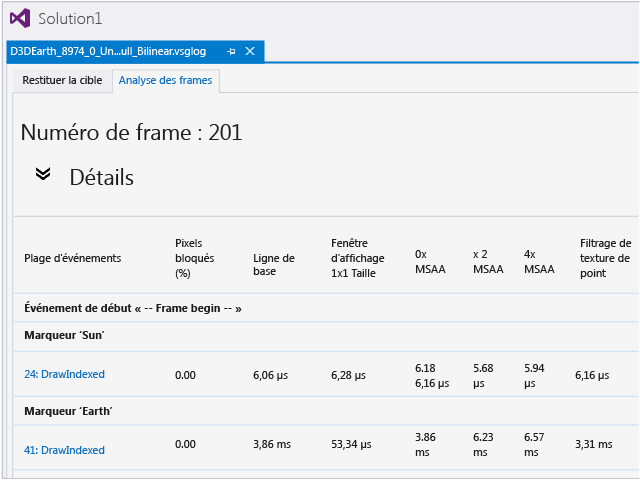 Solution1
D3DEarth_8974_0_Un...ull_Bilinear.vsglog
Restituer la cible
Analyse des frames
Numéro de frame : 201
Détails
Plage d'événements
Pixels
bloqués
(%)
Ligne de
base
Fenêtre
d'affichage
1x1 Taille
0x
MSAA
x 2
MSAA
4x
MSAA
Filtrage de
texture de
point
Événement de début « -- Frame begin -- »
Marqueur ‘Sun’
24: DrawIndexed
0.00
6,06 µs
6,28 µs
6.18
6,16 µs
5.68
µs
5.94
µs
6,16 µs
Marqueur ‘Earth’
41: DrawIndexed
0.00
3,86 ms
53,34 µs
3.86
ms
6.23
ms
6.57
ms
3,31 ms